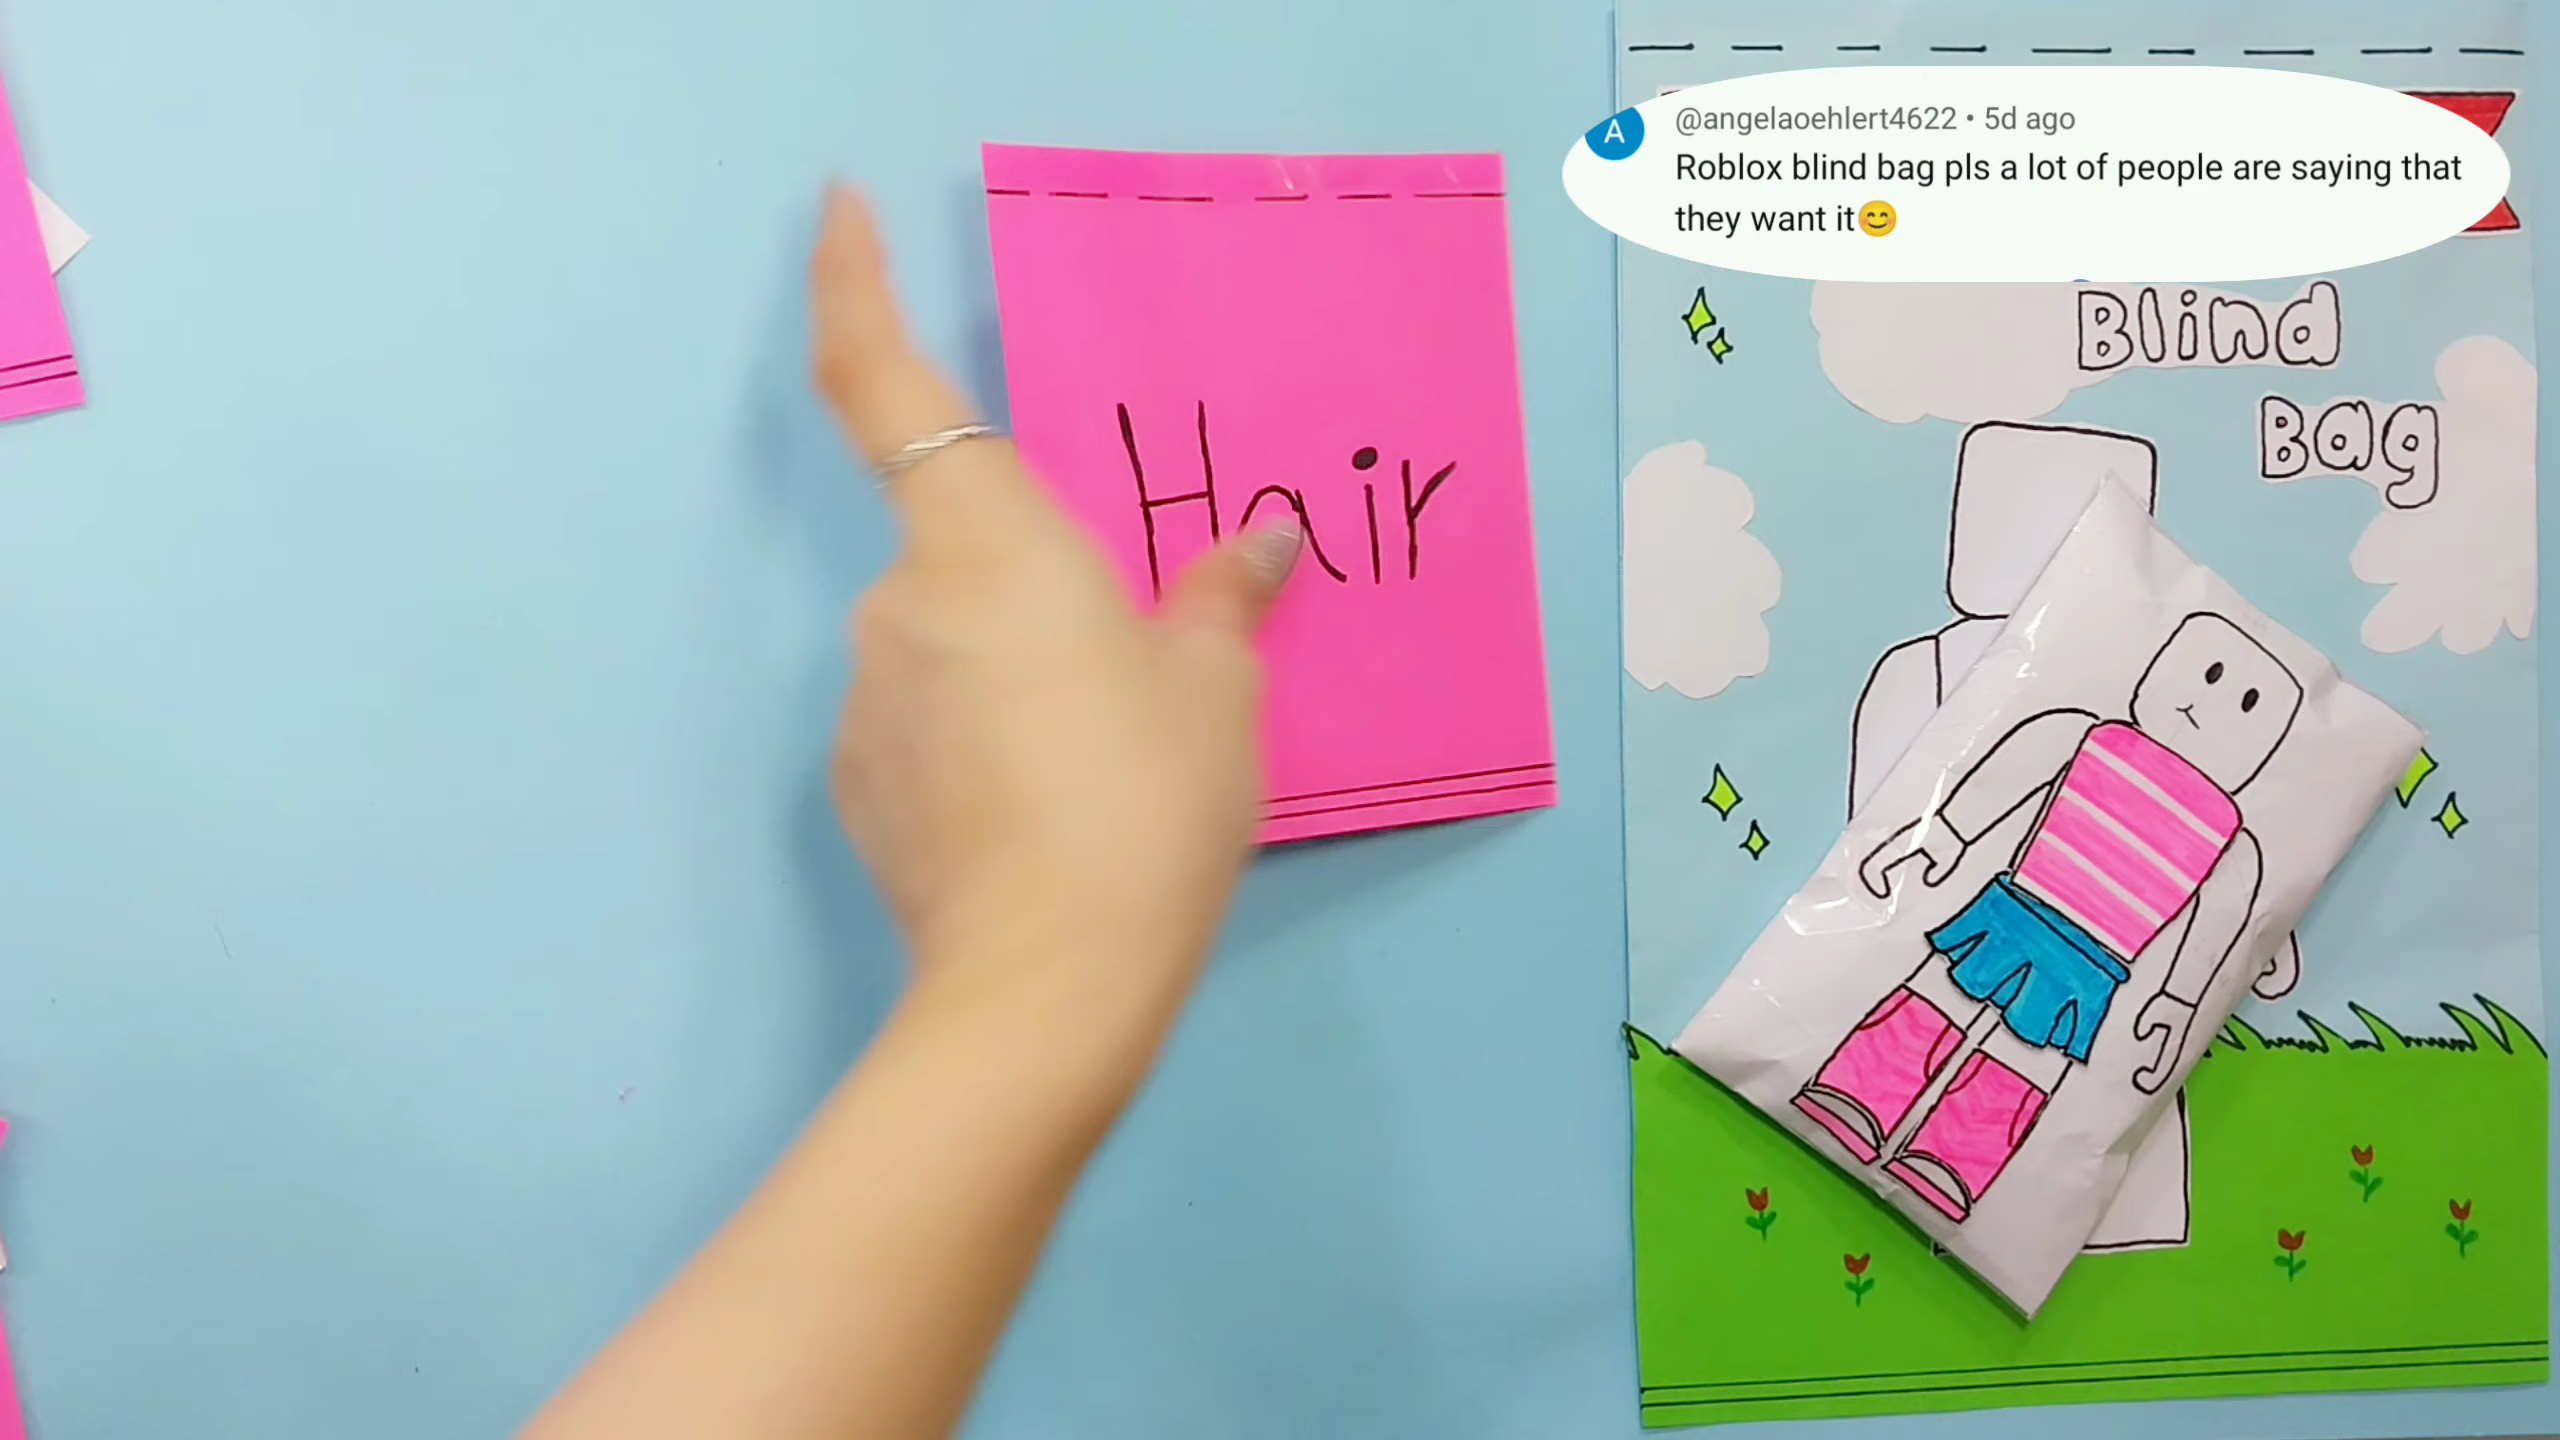 @angelaoehlert4622 • 5d ago
Roblox blind bag pls a lot of people are saying that
they want it😊
A
Hair
Blind
Bag